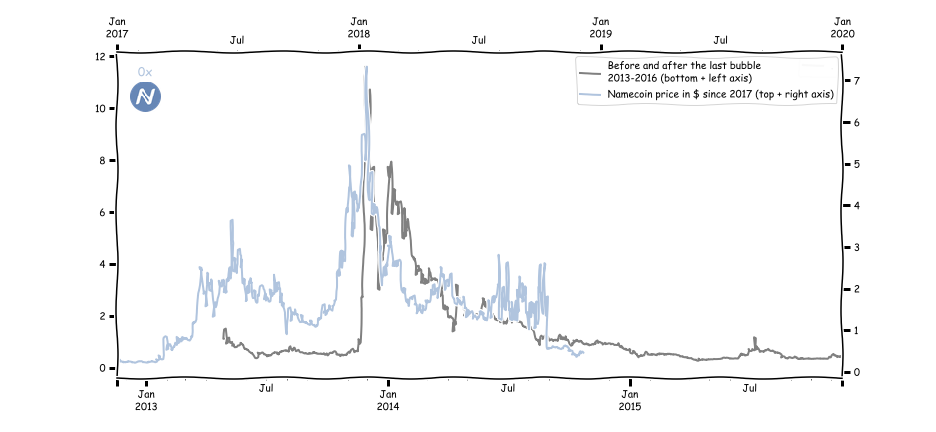 Jan
2017
Jul
Jan
2018
Jul
Jan
2019
Jul
Jan
2020
12
10
8
6
4
2
0
0x
N
Before and after the last bubble
2013-2016 (bottom + left axis)
Namecoin price in $ since 2017 (top + right axis)
7
6
5
4
3
2
1
0
Jan
2013
Jul
Jan
2014
Jul
Jan
2015
Jul